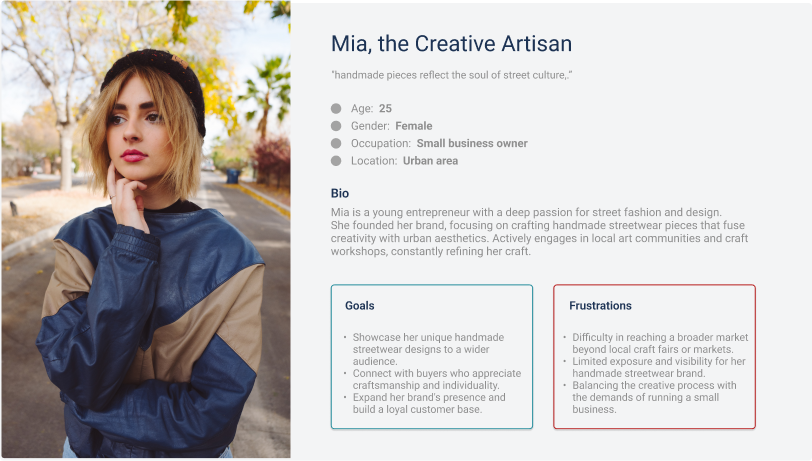 Mia, the Creative Artisan
"handmade pieces reflect the soul of street culture,."
Age: 25
Gender: Female
Occupation: Small business owner
Location: Urban area
Bio
Mia is a young entrepreneur with a deep passion for street fashion and design.
She founded her brand, focusing on crafting handmade streetwear pieces that fuse
creativity with urban aesthetics. Actively engages in local art communities and craft
workshops, constantly refining her craft.
Goals
• Showcase her unique handmade
streetwear designs to a wider
audience.
• Connect with buyers who appreciate
craftsmanship and individuality.
• Expand her brand's presence and
build a loyal customer base.
Frustrations
• Difficulty in reaching a broader market
beyond local craft fairs or markets.
• Limited exposure and visibility for her
handmade streetwear brand.
• Balancing the creative process with
the demands of running a small
business.